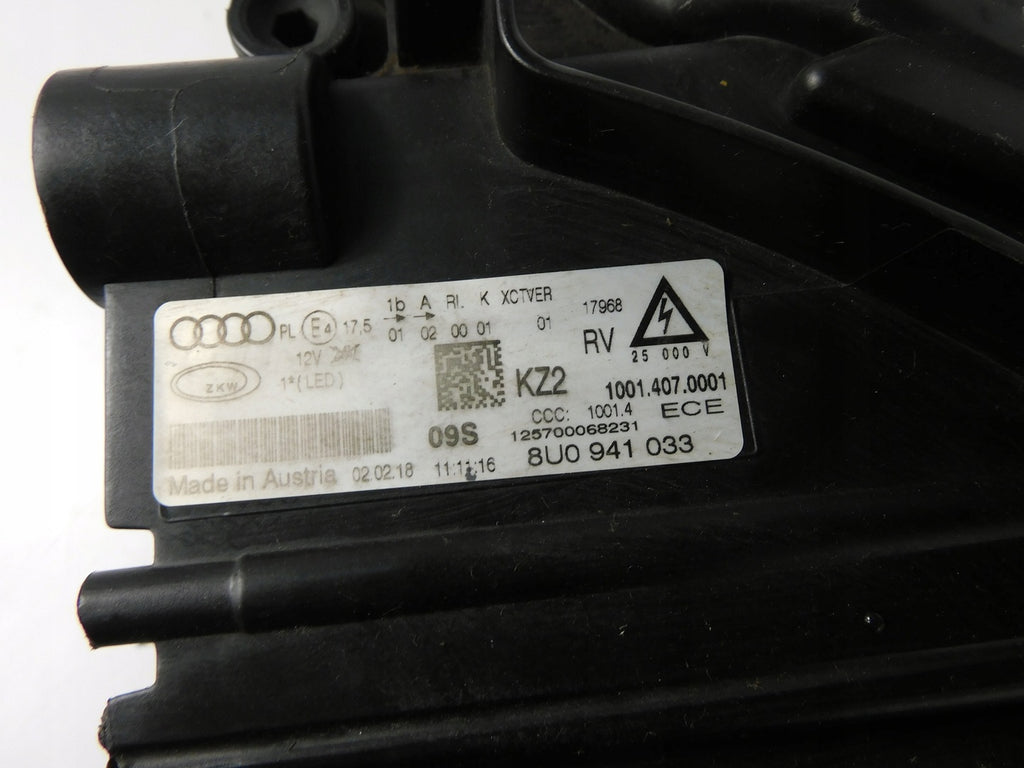 1b A RI. K XCTVER 17968
PL E4 17,5 01 02 00 01 01
12V RV 25 000 V
ZKW 1*(LED) KZ2 1001.407.0001
CCC: 1001.4 ECE
09S 125700068231
Made in Austria 02.02.18 11:11:16 8U0 941 033